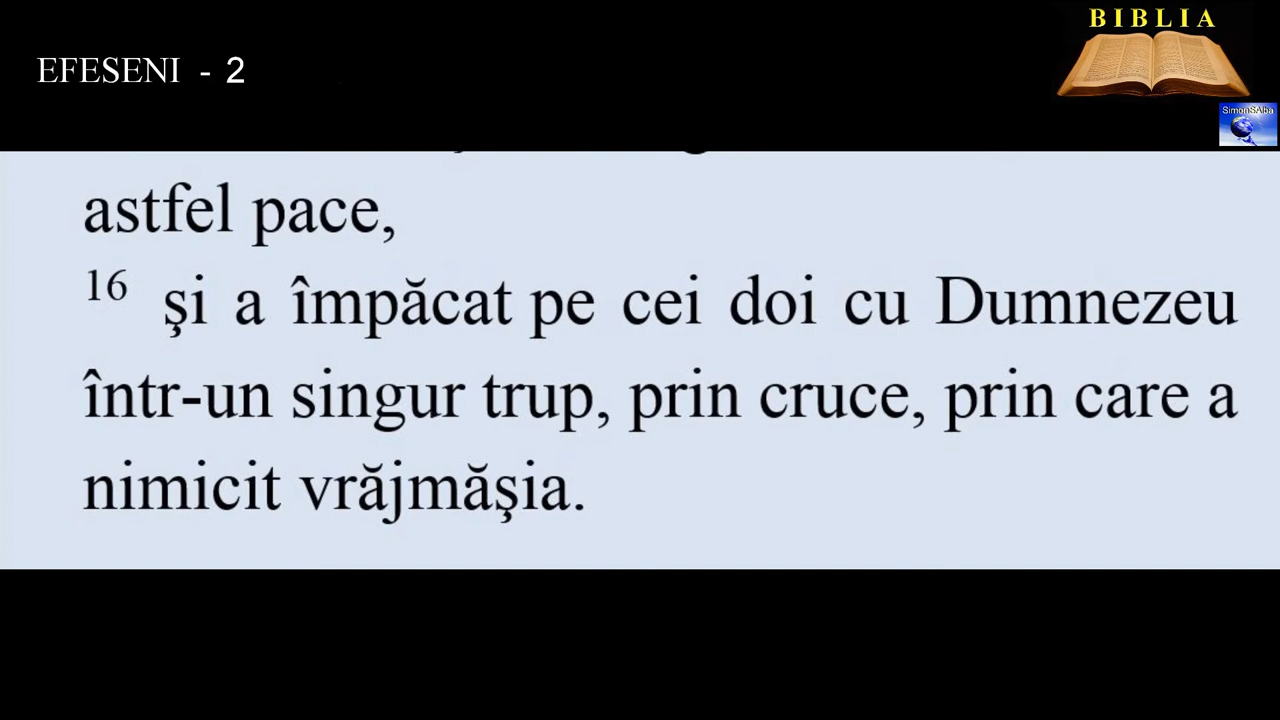 BIBLIA
EFESENI - 2
SimonSAlba
astfel pace,
16 şi a împăcat pe cei doi cu Dumnezeu
într-un singur trup, prin cruce, prin care a
nimicit vrăjmăşia.